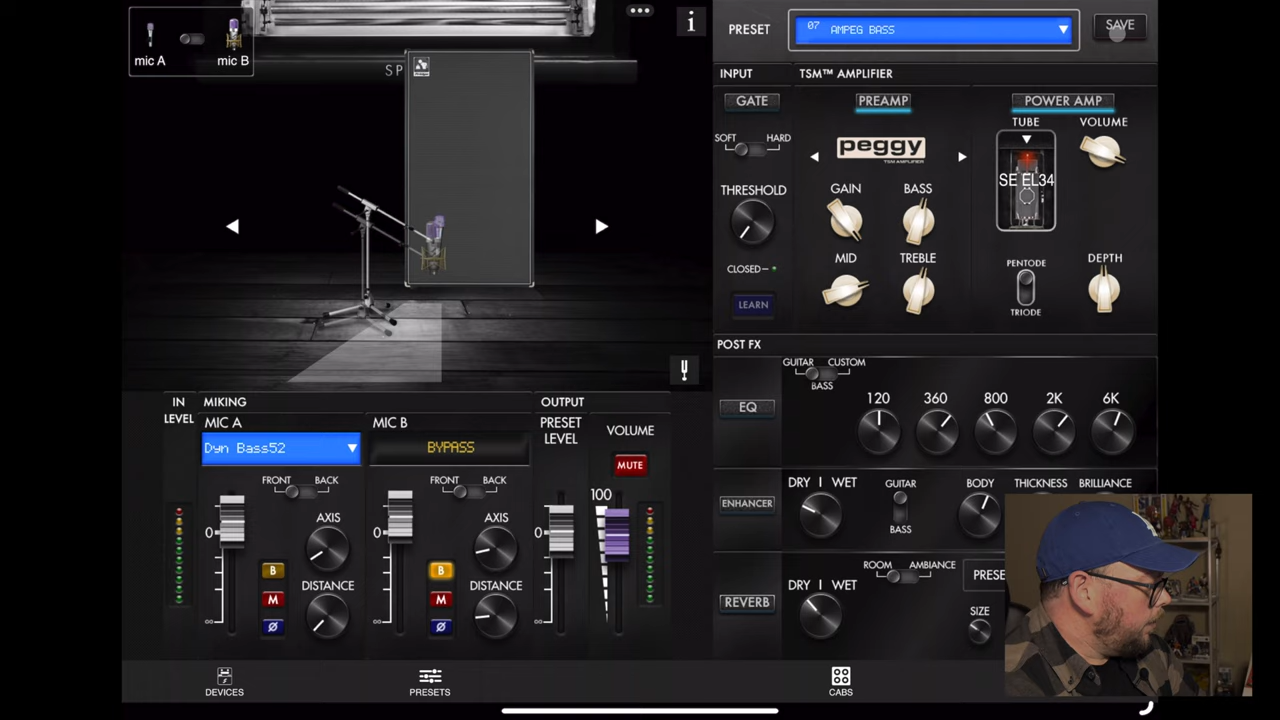 mic A
mic B
SP
i
PRESET
07 AMPEG BASS
SAVE
INPUT
TSM™ AMPLIFIER
GATE
PREAMP
POWER AMP
SOFT
HARD
TUBE
VOLUME
peggy
TSM AMPLIFIER
SE EL34
THRESHOLD
GAIN
BASS
MID
TREBLE
CLOSED
LEARN
PENTODE
TRIODE
DEPTH
POST FX
GUITAR
CUSTOM
BASS
EQ
120
360
800
2K
6K
ENHANCER
DRY | WET
GUITAR
BASS
BODY
THICKNESS
BRILLIANCE
REVERB
DRY | WET
ROOM
AMBIANCE
PRESE
SIZE
IN
LEVEL
MIKING
OUTPUT
MIC A
Dyn Bass52
MIC B
BYPASS
PRESET
LEVEL
VOLUME
MUTE
100
FRONT
BACK
0
AXIS
B
M
Ø
DISTANCE
∞
FRONT
BACK
0
AXIS
B
M
Ø
DISTANCE
∞
0
∞
DEVICES
PRESETS
CABS